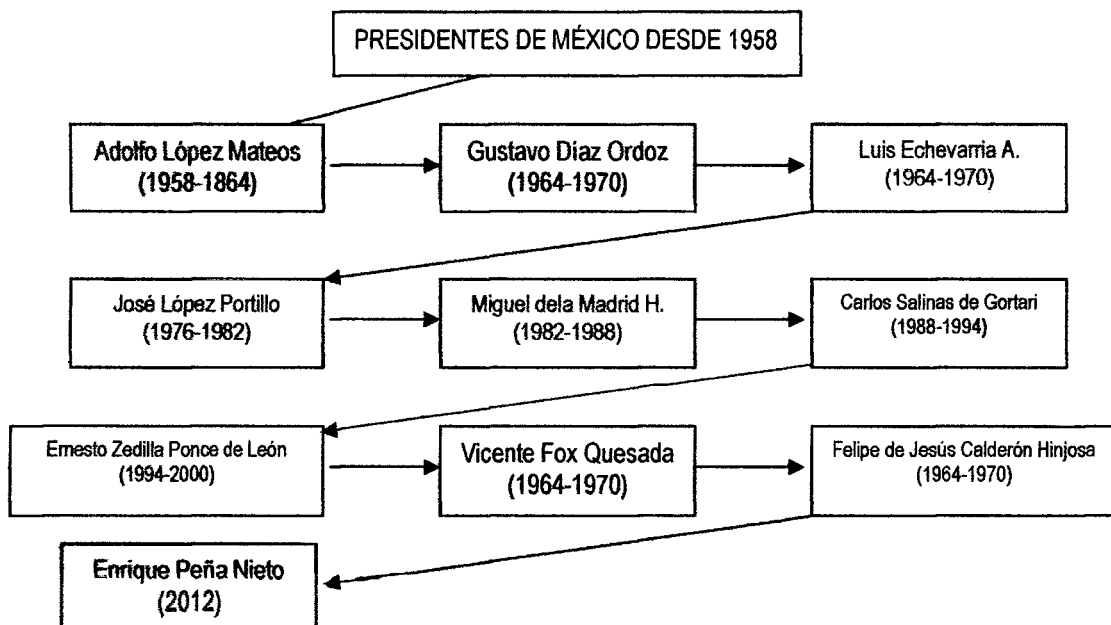 PRESIDENTES DE MÉXICO DESDE 1958
Adolfo López Mateos
(1958-1864)
Gustavo Díaz Ordoz
(1964-1970)
Luis Echevarria A.
(1964-1970)
José López Portillo
(1976-1982)
Miguel dela Madrid H.
(1982-1988)
Carlos Salinas de Gortari
(1988-1994)
Ernesto Zedilla Ponce de León
(1994-2000)
Vicente Fox Quesada
(1964-1970)
Felipe de Jesús Calderón Hinjosa
(1964-1970)
Enrique Peña Nieto
(2012)